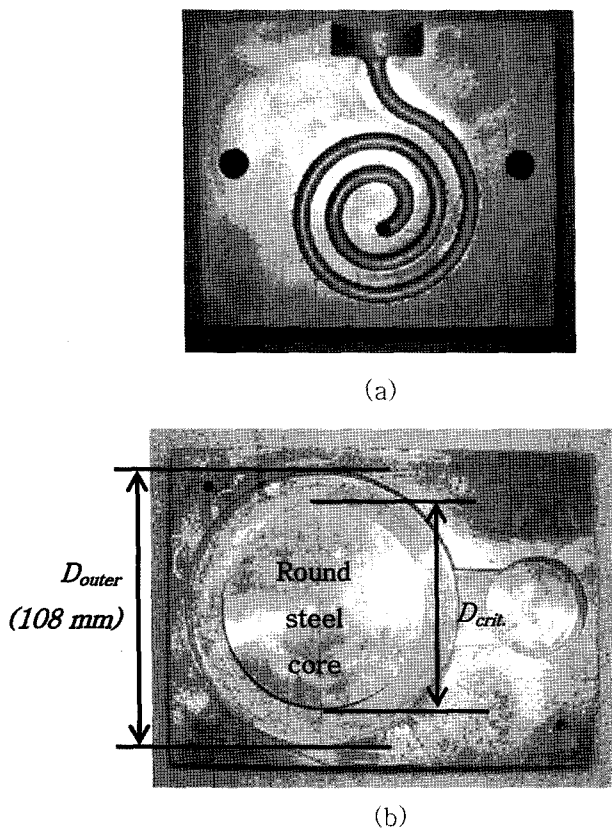 (a)
D_outer
(108 mm)
Round
steel
core
D_crit.
(b)